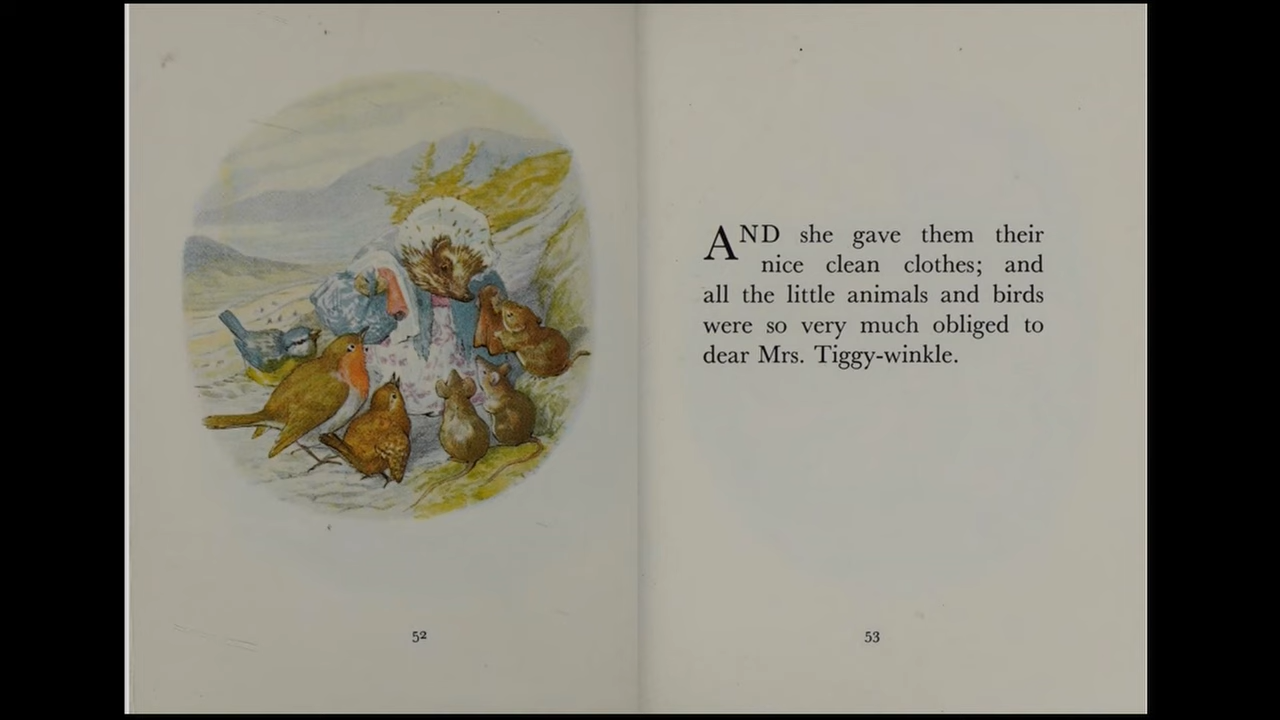 AND she gave them their
nice clean clothes; and
all the little animals and birds
were so very much obliged to
dear Mrs. Tiggy-winkle.
52
53